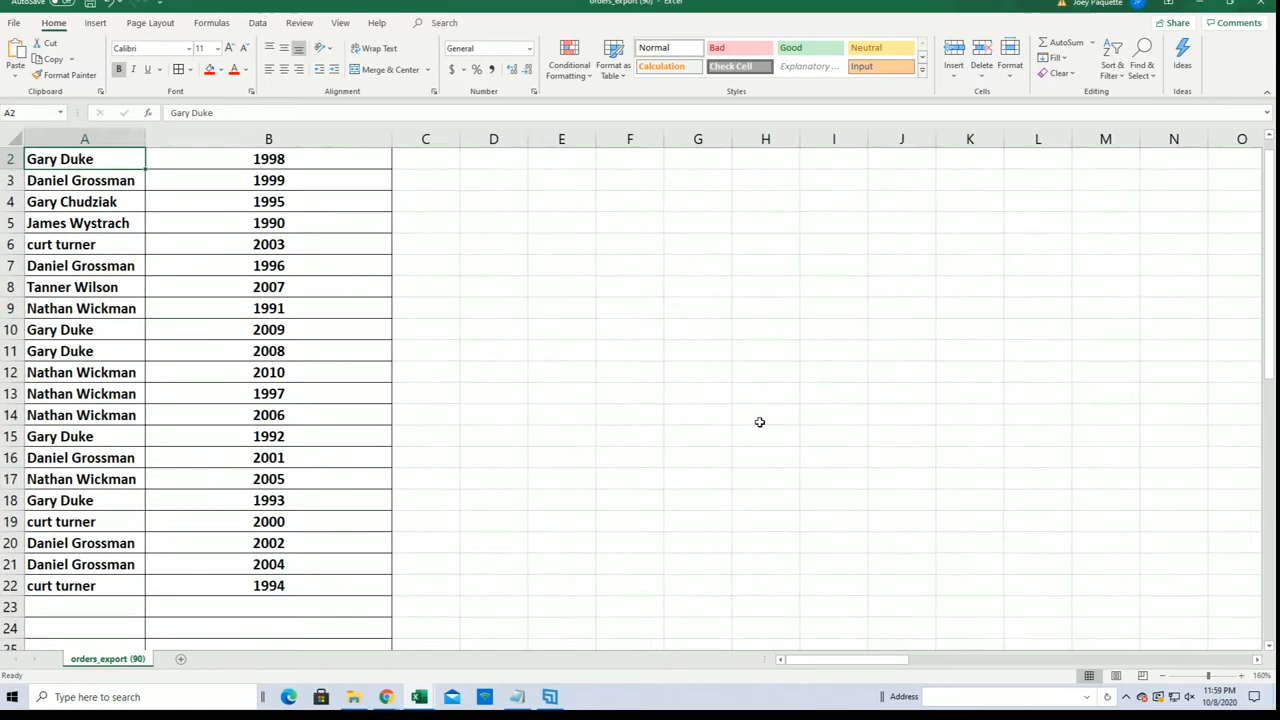 AutoSave
orders_export (90) - Excel
Joey Paquette
File Home Insert Page Layout Formulas Data Review View Help Search
Share Comments
Paste
Cut
Copy
Format Painter
Clipboard
Calibri 11
B I U
Font
Wrap Text
Merge & Center
Alignment
General
$ % ,
Number
Conditional Formatting
Format as Table
Normal Bad Good Neutral
Calculation Check Cell Explanatory ... Input
Styles
Insert Delete Format
Cells
AutoSum
Fill
Clear
Sort & Filter
Find & Select
Editing
Ideas
Ideas
A2 fx Gary Duke
A B C D E F G H I J K L M N O
2 Gary Duke 1998
3 Daniel Grossman 1999
4 Gary Chudziak 1995
5 James Wystrach 1990
6 curt turner 2003
7 Daniel Grossman 1996
8 Tanner Wilson 2007
9 Nathan Wickman 1991
10 Gary Duke 2009
11 Gary Duke 2008
12 Nathan Wickman 2010
13 Nathan Wickman 1997
14 Nathan Wickman 2006
15 Gary Duke 1992
16 Daniel Grossman 2001
17 Nathan Wickman 2005
18 Gary Duke 1993
19 curt turner 2000
20 Daniel Grossman 2002
21 Daniel Grossman 2004
22 curt turner 1994
23
24
25
orders_export (90)
Ready
160%
Type here to search
Address
11:59 PM
10/8/2020